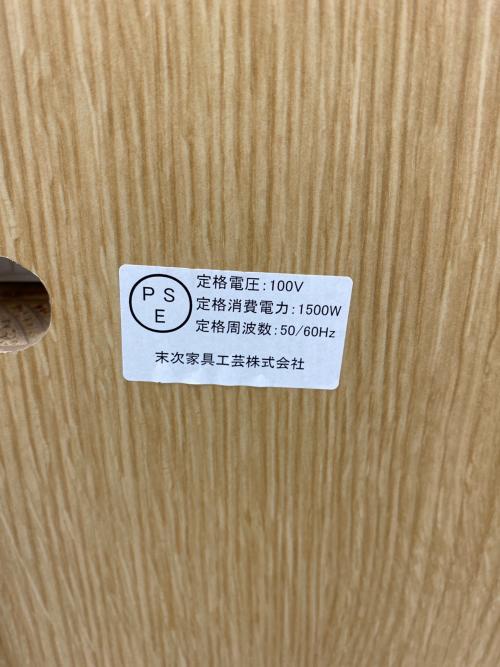 PSE
定格電圧:100V
定格消費電力:1500W
定格周波数:50/60Hz
末次家具工芸株式会社